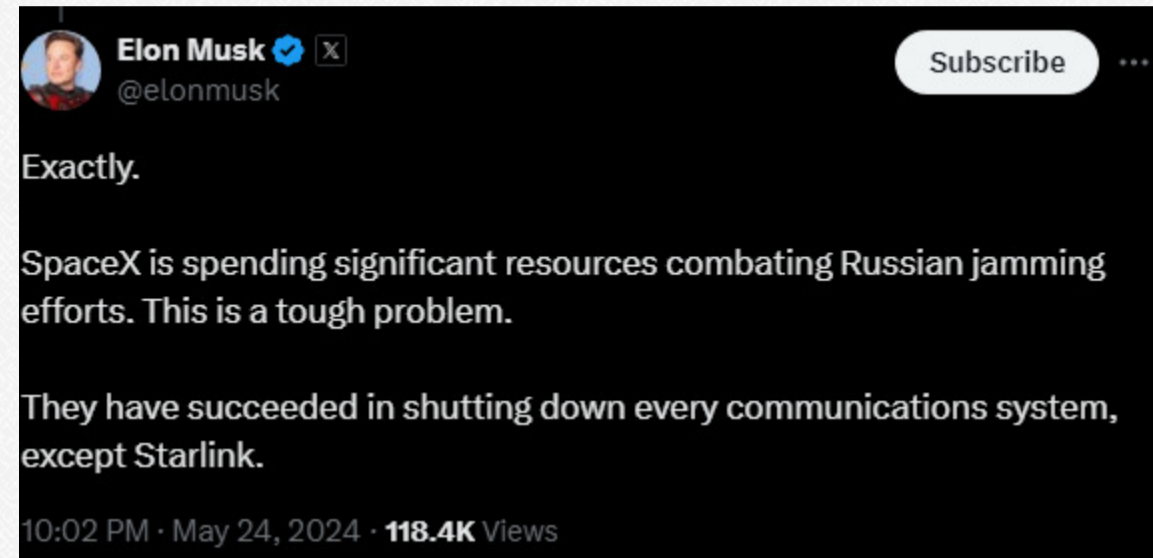 Elon Musk
@elonmusk
Subscribe
Exactly.
SpaceX is spending significant resources combating Russian jamming
efforts. This is a tough problem.
They have succeeded in shutting down every communications system,
except Starlink.
10:02 PM · May 24, 2024 · 118.4K Views